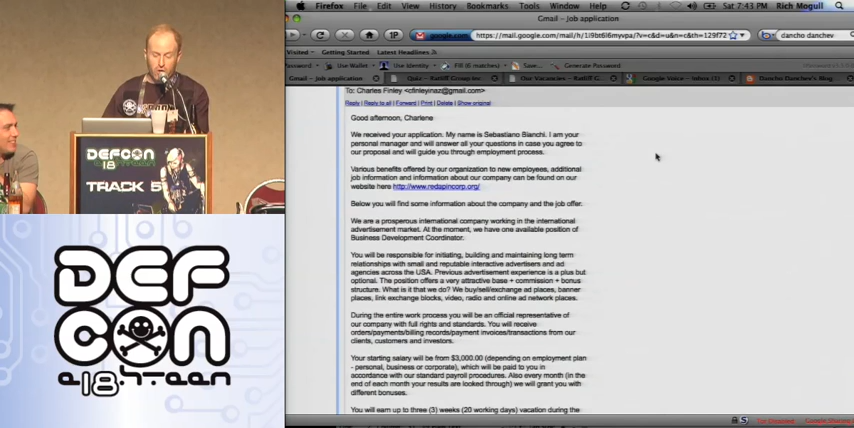 Firefox File Edit View History Bookmarks Tools Window Help
Sat 7:43 PM Rich Mogull
Gmail – Job application
google.com https://mail.google.com/mail/h/
dancho danchev
Most Visited Getting Started Latest Headlines
Use Wallet Use Identity Fill (6 matches) Save... Generate Password
Gmail – Job application
Google Voice – Inbox
Dancho Danchev's Blog
To: Charles Finley <cfinleyinaz@gmail.com>
Reply | Reply to all | Forward | Print | Delete | Show original
Good afternoon, Charlene
We received your application. My name is Sebastiano Bianchi. I am your
personal manager and will answer all your questions in case you agree to
our proposal and will guide you through employment process.
Various benefits offered by our organization to new employees, additional
job information and information about our company can be found on our
website here http://www.redapincorp.org/
Below you will find some information about the company and the job offer.
We are a prosperous international company working in the international
advertisement market. At the moment, we have one available position of
Business Development Coordinator.
You will be responsible for initiating, building and maintaining long term
relationships with small and reputable interactive advertisers and ad
agencies across the USA. Previous advertisement experience is a plus but
optional. The position offers a very attractive base + commission + bonus
structure. What is it that we do? We buy/sell/exchange ad places, banner
places, link exchange blocks, video, radio and online ad network places.
During the entire work process you will be an official representative of
our company with full rights and standards. You will receive
orders/payments/billing records/payment invoices/transactions from our
clients, customers and investors.
Your starting salary will be from $3,000.00 (depending on employment plan
- personal, business or corporate), which will be paid to you in
accordance with our standard payroll procedures. Also every month (in the
end of each month your results are looked through) we will grant you with
different bonuses.
You will earn up to three (3) weeks (20 working days) vacation during the
DEFCON
18
TRACK 5
DEF
CON
e18hteen